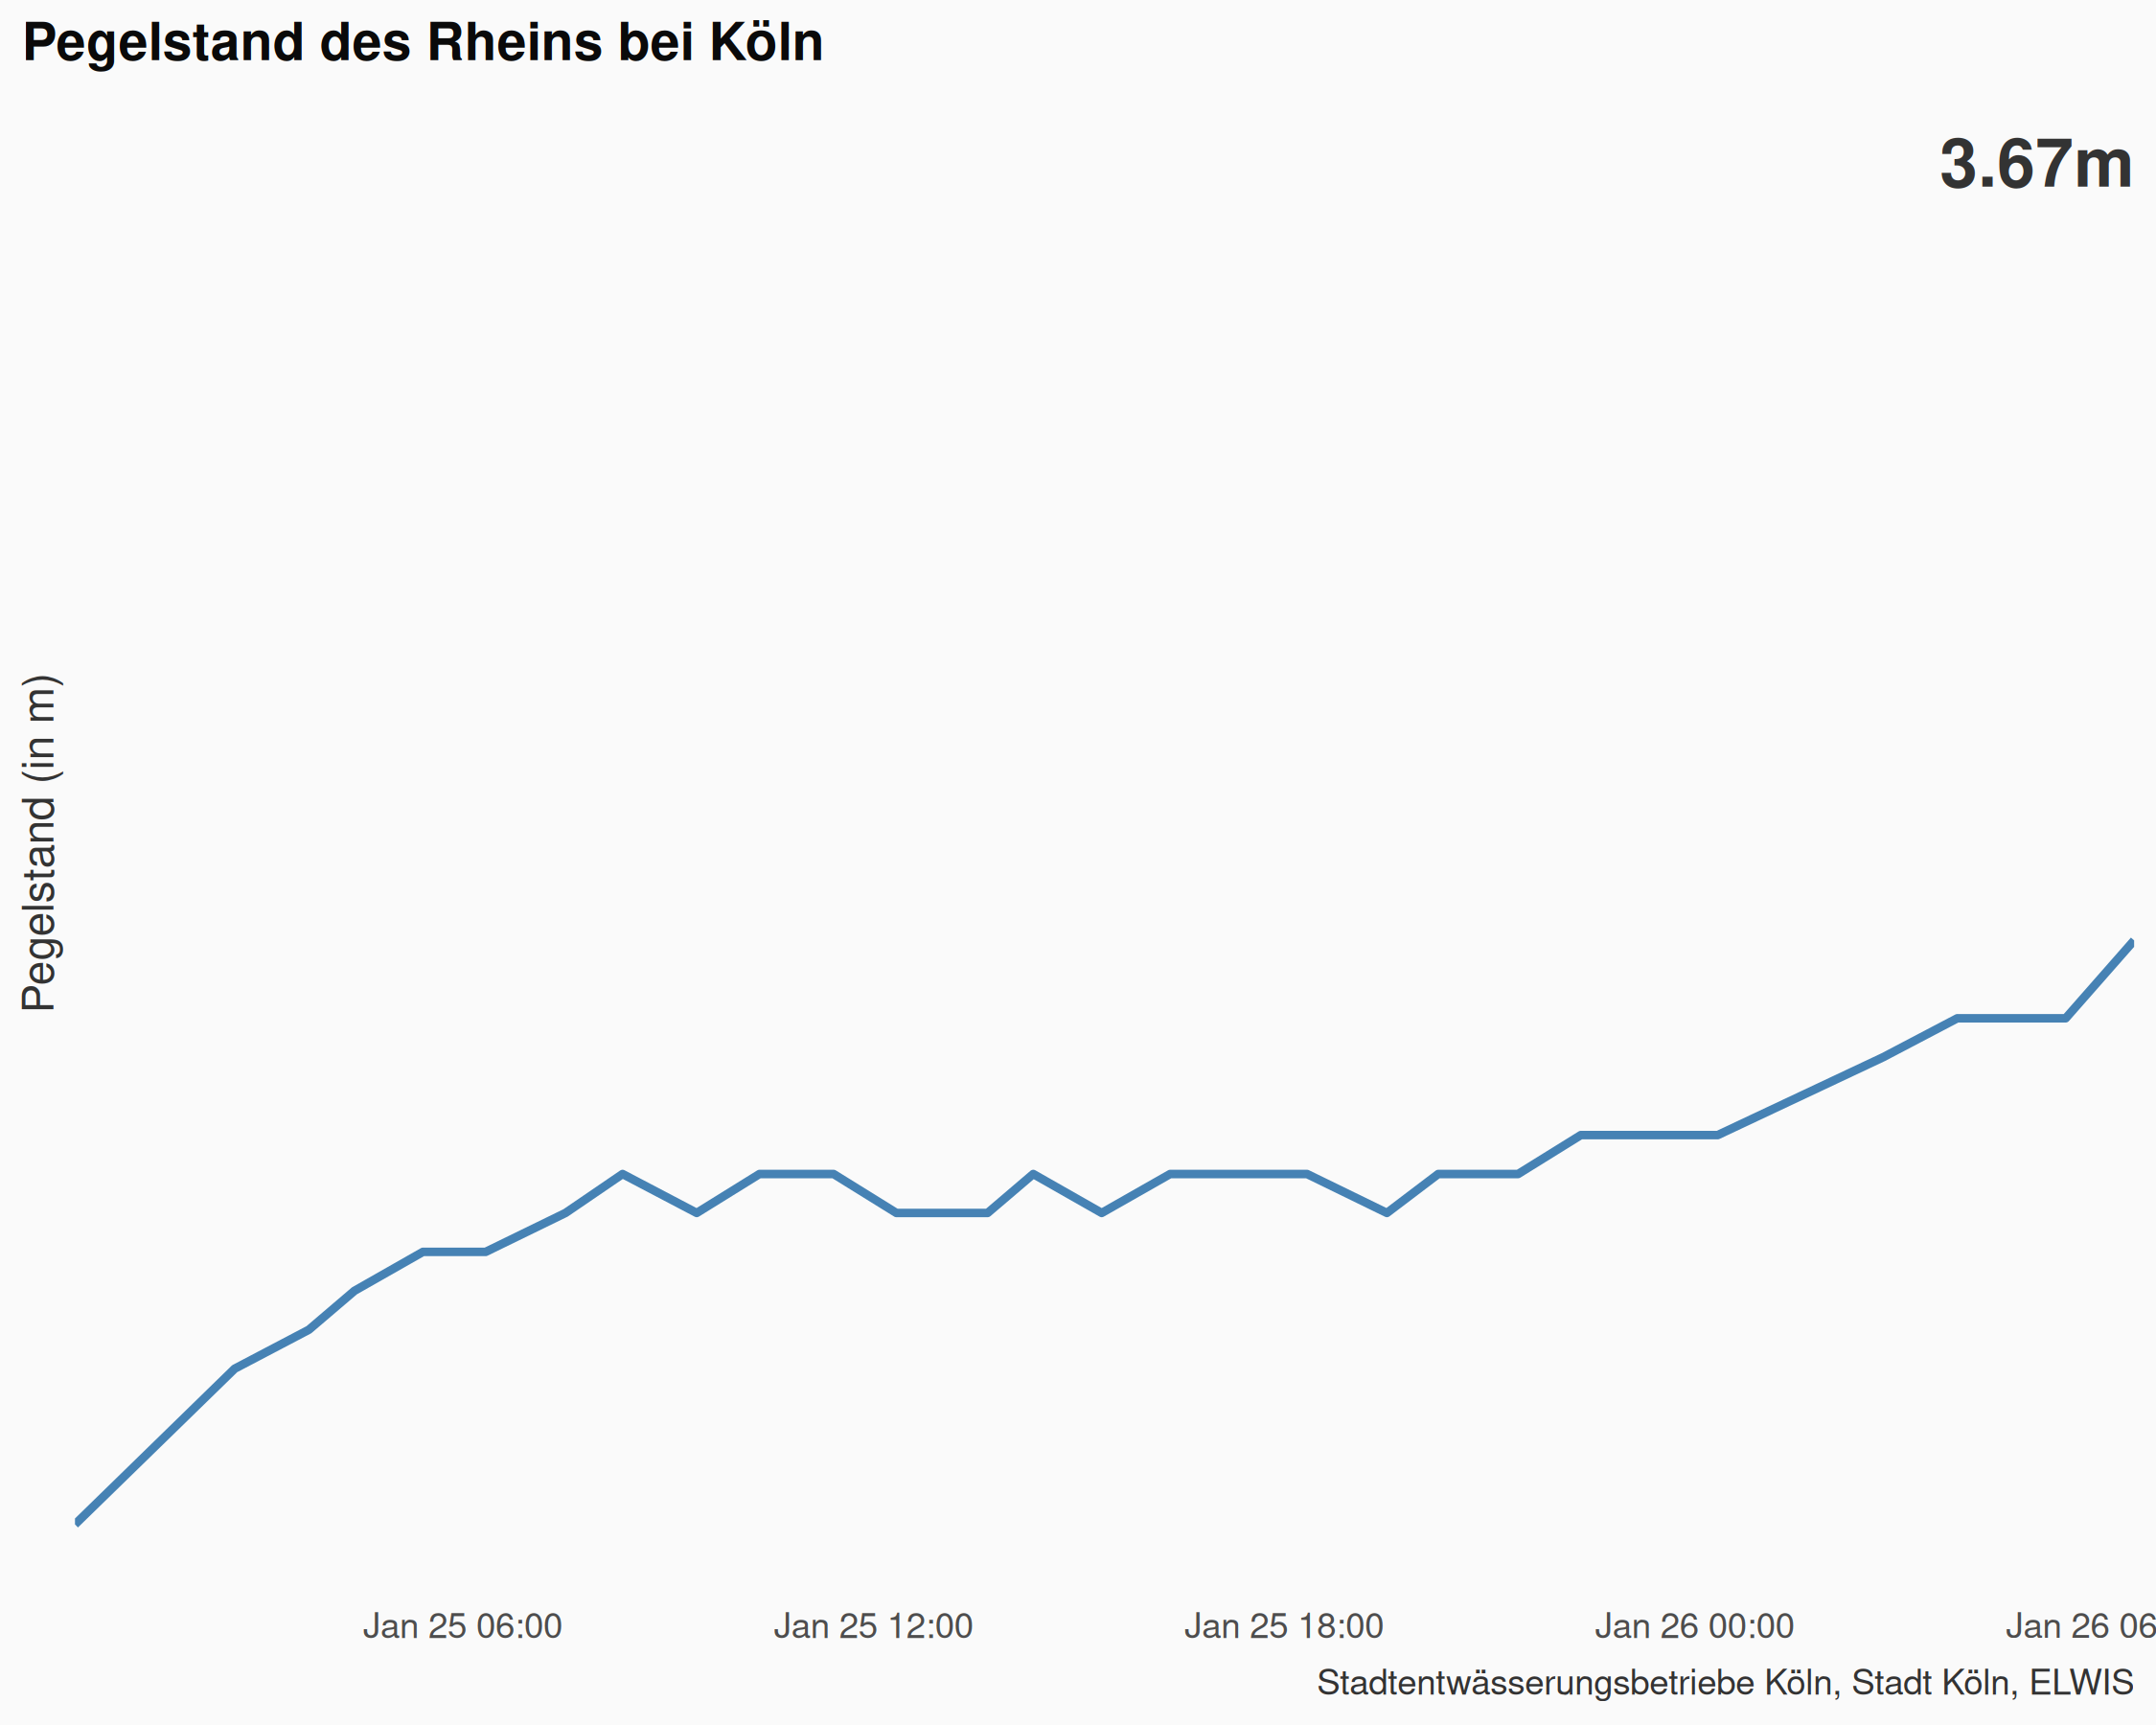 Pegelstand des Rheins bei Köln
3.67m
Pegelstand (in m)
Jan 25 06:00 Jan 25 12:00 Jan 25 18:00 Jan 26 00:00 Jan 26 06
Stadtentwässerungsbetriebe Köln, Stadt Köln, ELWIS